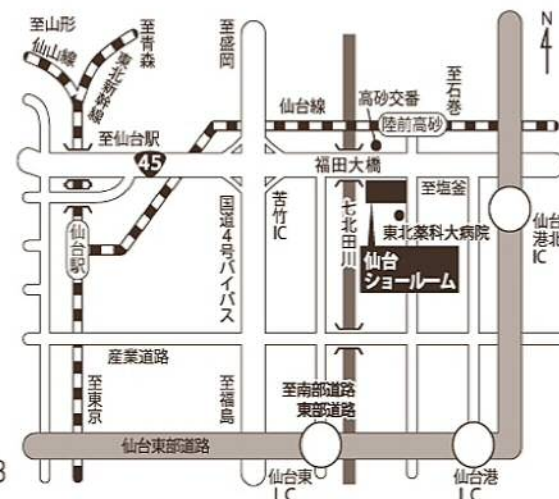 至山形
仙山線
至青森
東北新幹線
至盛岡
至仙台駅
45
仙台線
高砂交番
陸前高砂
至石巻
N
福田大橋
至塩釜
仙台駅
国道4号バイパス
苦竹IC
七北田川
東北薬科大病院
仙台
ショールーム
仙台港北IC
産業道路
至東京
至福島
至南部道路
東部道路
仙台東部道路
仙台東
I.C
仙台港
I.C